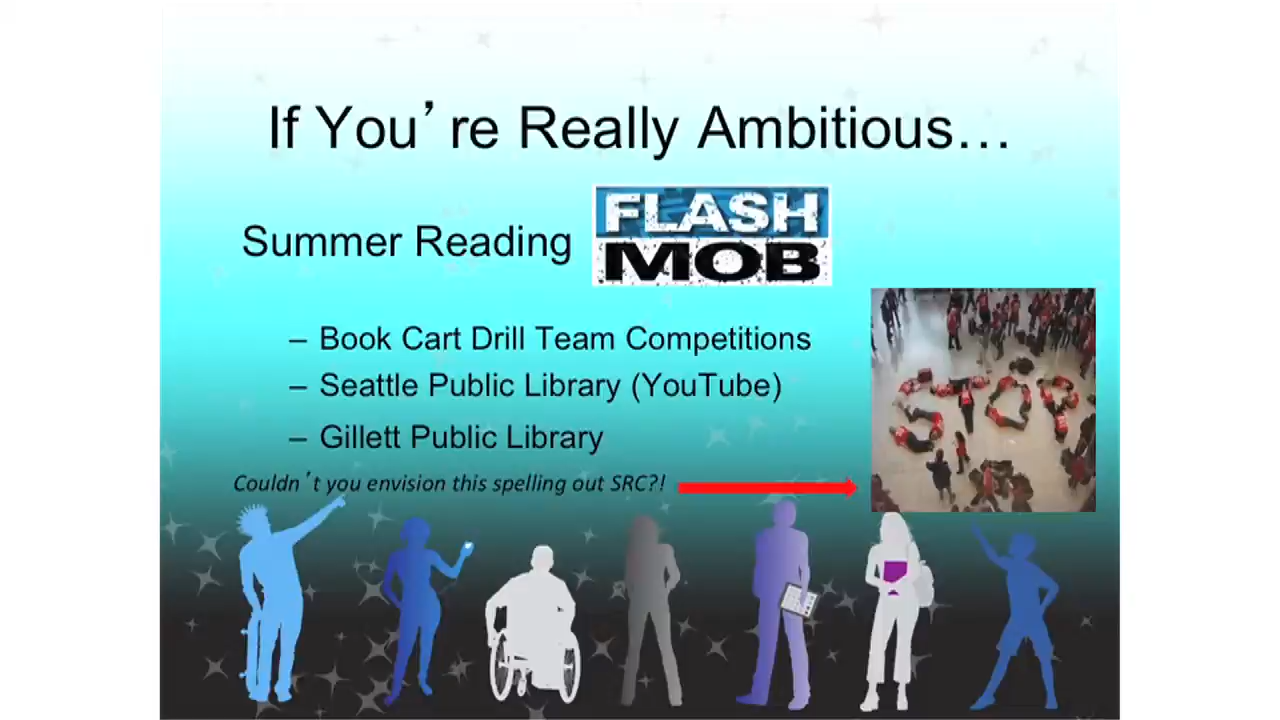 If You’re Really Ambitious…
Summer Reading
FLASH
MOB
– Book Cart Drill Team Competitions
– Seattle Public Library (YouTube)
– Gillett Public Library
STOP
Couldn’t you envision this spelling out SRC?!